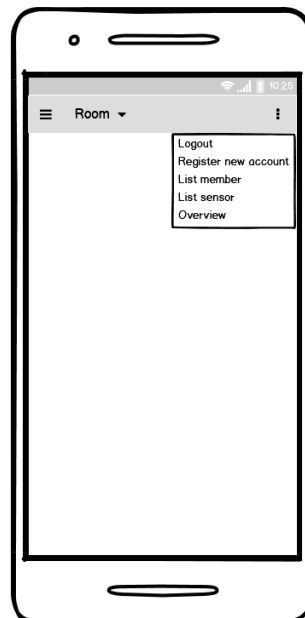 10:25
Room
Logout
Register new account
List member
List sensor
Overview